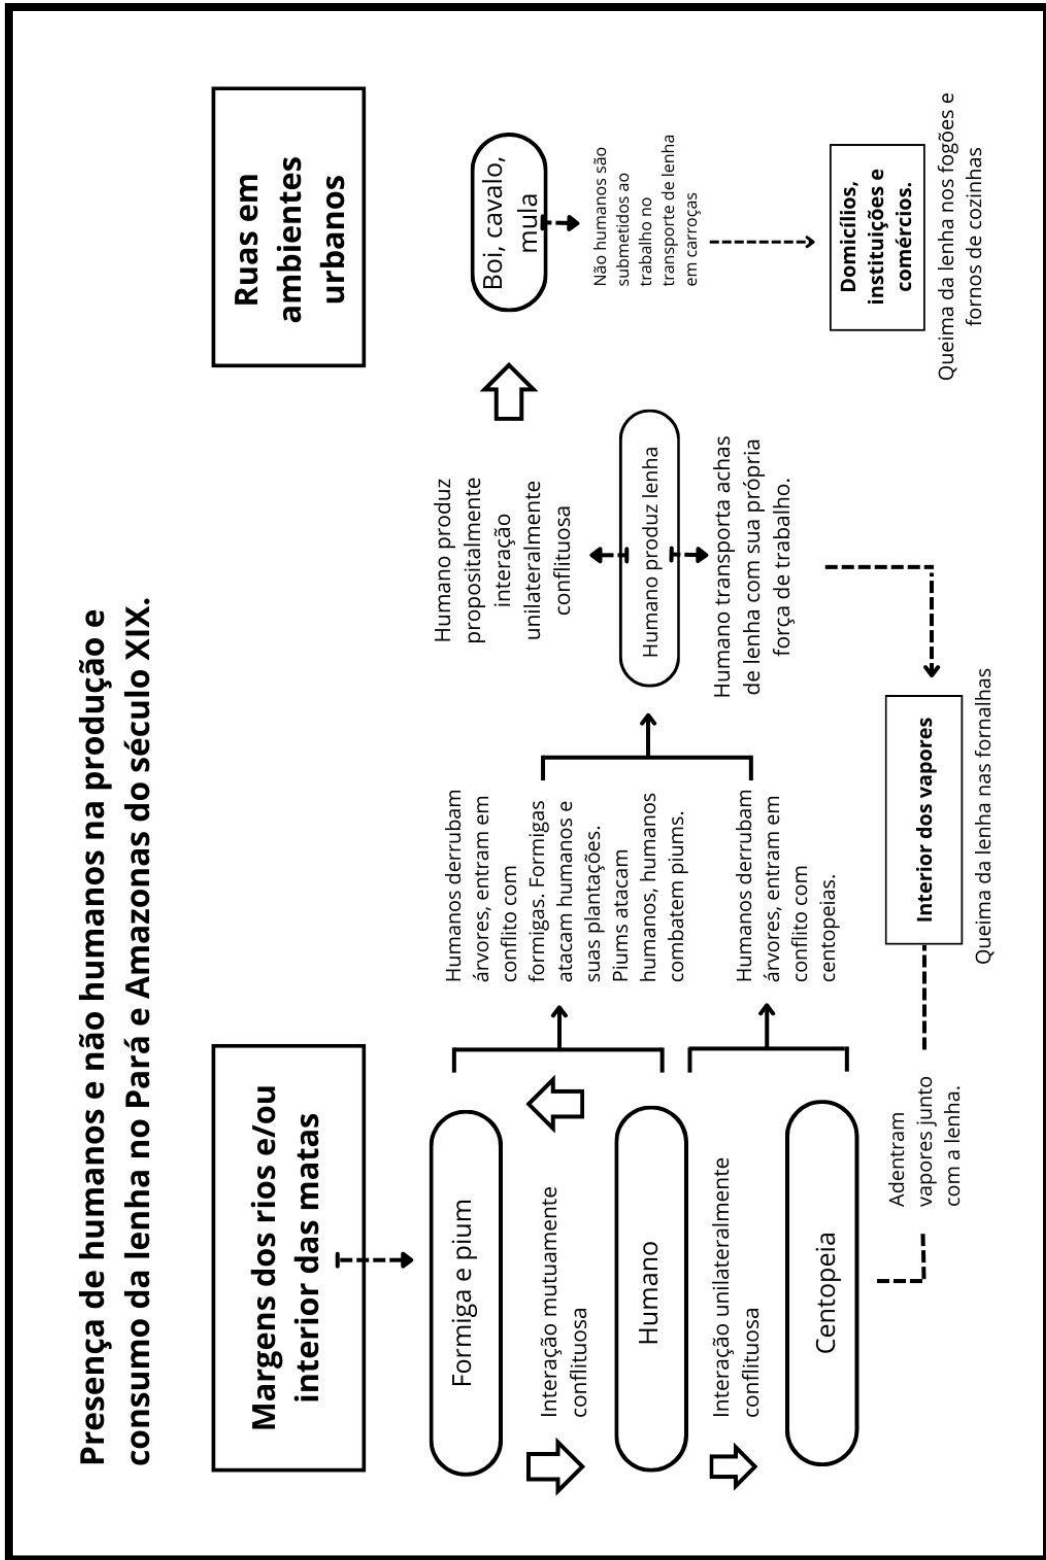 Presença de humanos e não humanos na produção e
consumo da lenha no Pará e Amazonas do século XIX.
Margens dos rios e/ou
interior das matas
Formiga e pium
Interação mutuamente
conflituosa
Humano
Interação unilateralmente
conflituosa
Centopeia
Adentram
vapores junto
com a lenha.
Humanos derrubam
árvores, entram em
conflito com
formigas. Formigas
atacam humanos e
suas plantações.
Piums atacam
humanos, humanos
combatem piums.
Humanos derrubam
árvores, entram em
conflito com
centopeias.
Interior dos vapores
Queima da lenha nas fornalhas
Humano produz
propositalmente
interação
unilateralmente
conflituosa
Humano produz lenha
Humano transporta achas
de lenha com sua própria
força de trabalho.
Ruas em
ambientes
urbanos
Boi, cavalo,
mula
Não humanos são
submetidos ao
trabalho no
transporte de lenha
em carroças
Domicílios,
instituições e
comércios.
Queima da lenha nos fogões e
fornos de cozinhas